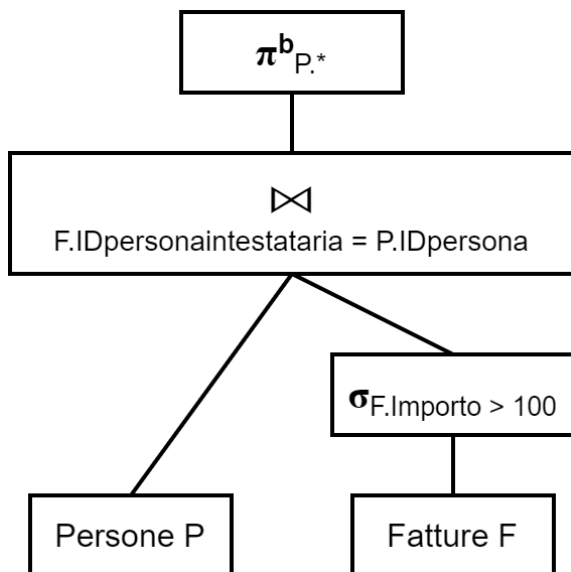 π^b P.*
⋈
F.IDpersonaintestataria = P.IDpersona
σ F.Importo > 100
Persone P
Fatture F